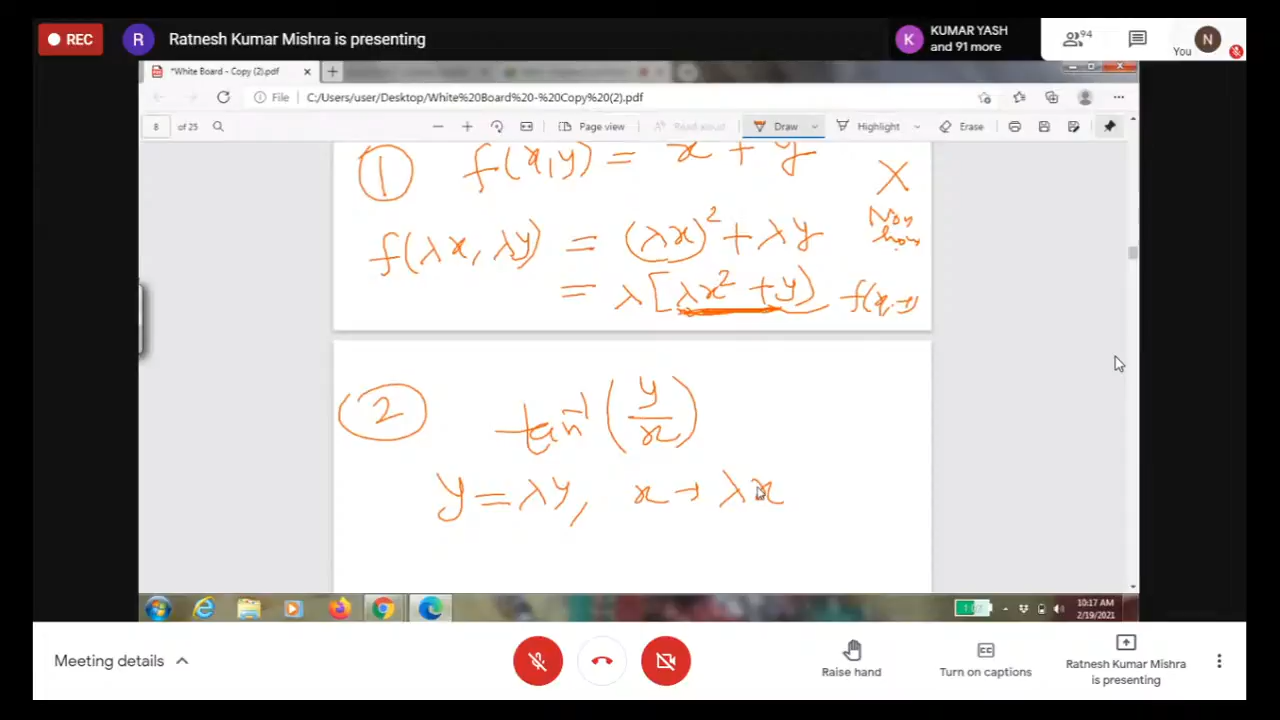 REC
R Ratnesh Kumar Mishra is presenting
K KUMAR YASH
and 91 more
94
You N
*White Board - Copy (2).pdf
File C:/Users/user/Desktop/White%20Board%20-%20Copy%20(2).pdf
8 of 25 Page view Read aloud Draw Highlight Erase
① f(x,y) = x + y
X
Non
hom
f(λx, λy) = (λx)² + λy
= λ[λx² + y) f(x,y)
② tan⁻¹(y/x)
y = λy, x → λx
10:17 AM
2/19/2021
Meeting details
Raise hand
Turn on captions
Ratnesh Kumar Mishra
is presenting